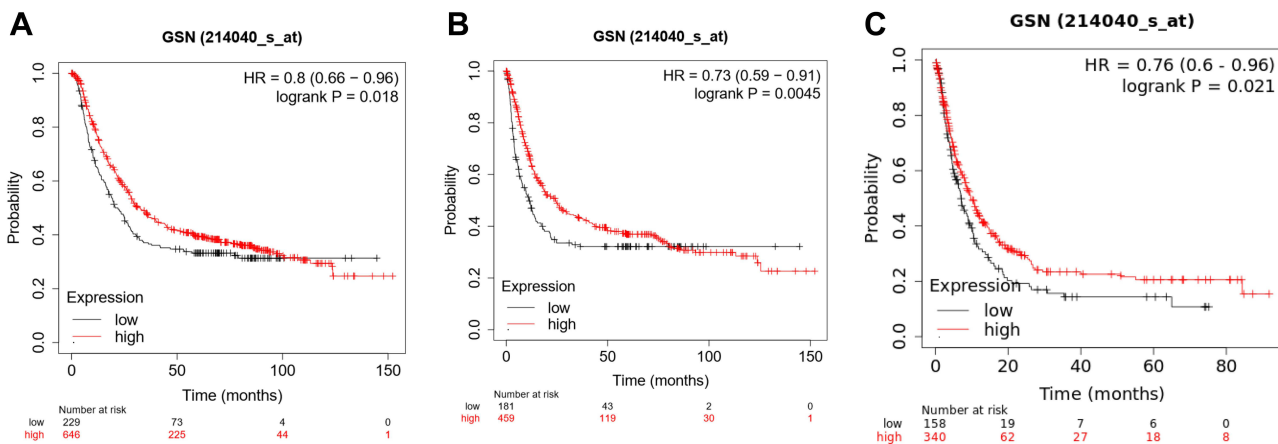 A
GSN (214040_s_at)
HR = 0.8 (0.66 − 0.96)
logrank P = 0.018
Probability
1.0
0.8
0.6
0.4
0.2
0.0
Expression
low
high
0 50 100 150
Time (months)
Number at risk
low 229 73 4 0
high 646 225 44 1
B
GSN (214040_s_at)
HR = 0.73 (0.59 − 0.91)
logrank P = 0.0045
Probability
1.0
0.8
0.6
0.4
0.2
0.0
Expression
low
high
0 50 100 150
Time (months)
Number at risk
low 181 43 2 0
high 459 119 30 1
C
GSN (214040_s_at)
HR = 0.76 (0.6 - 0.96)
logrank P = 0.021
Probability
1.0
0.8
0.6
0.4
0.2
0.0
Expression
low
high
0 20 40 60 80
Time (months)
Number at risk
low 158 19 7 6 0
high 340 62 27 18 8